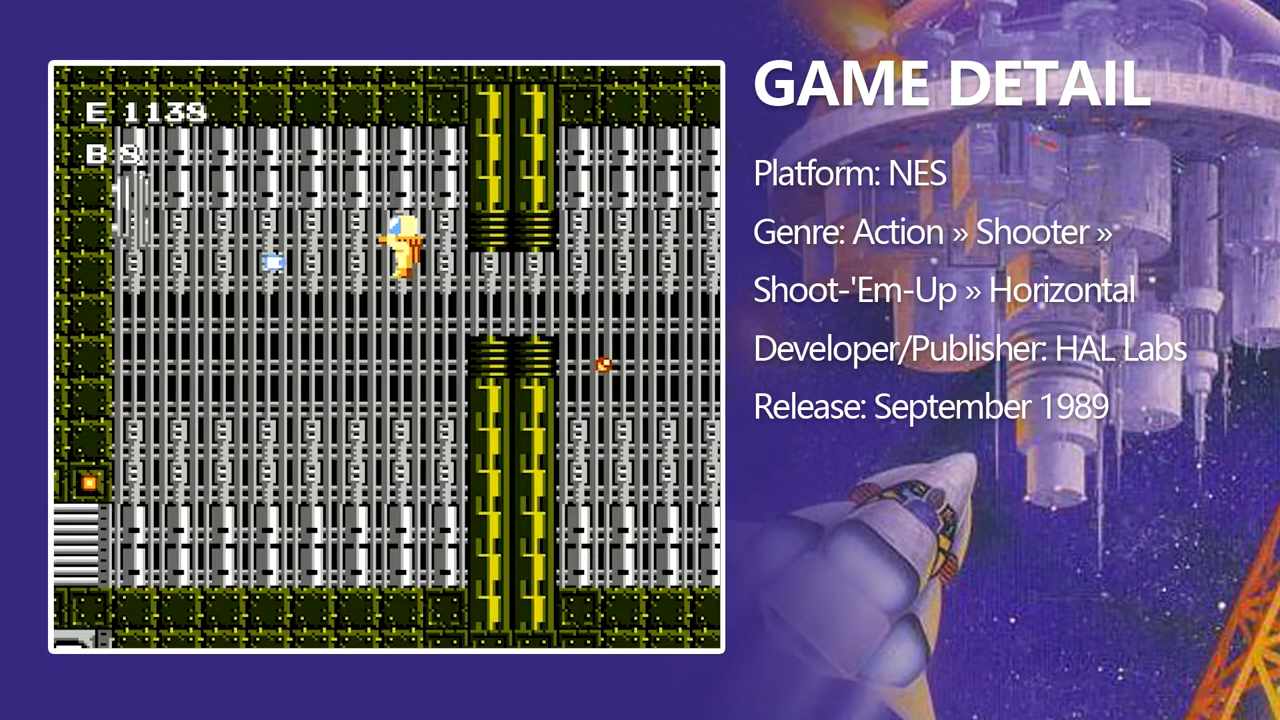 E 1138
B 8
GAME DETAIL
Platform: NES
Genre: Action » Shooter »
Shoot-'Em-Up » Horizontal
Developer/Publisher: HAL Labs
Release: September 1989